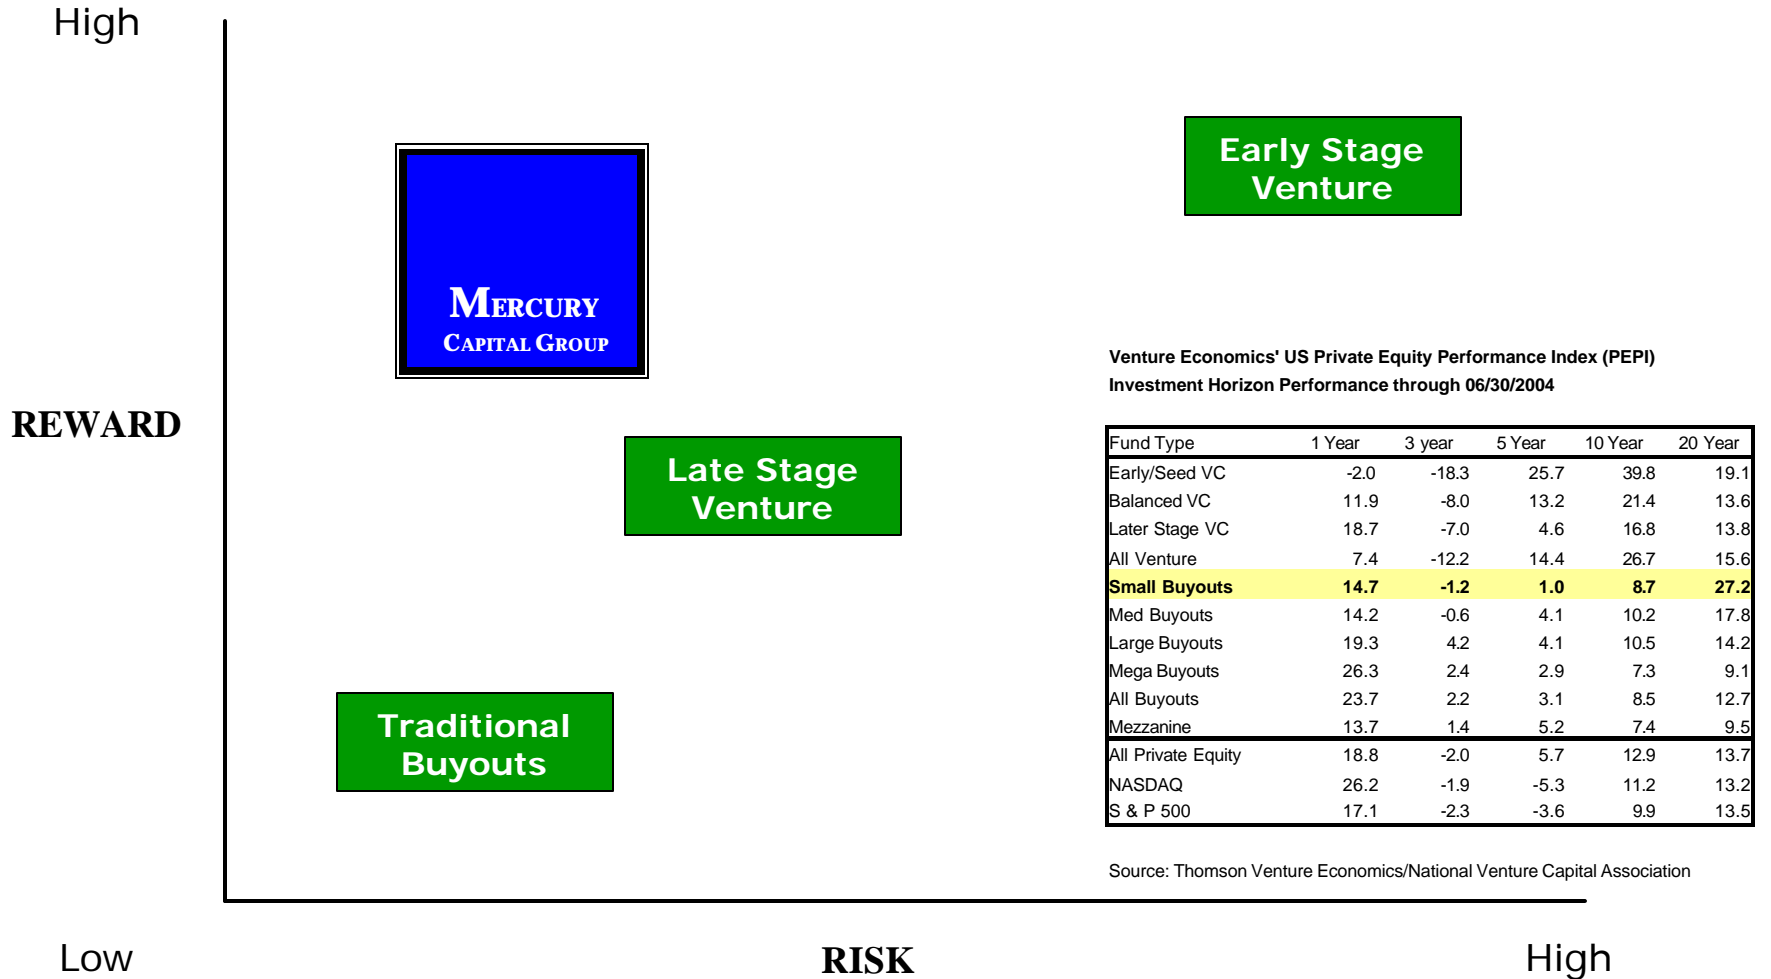 High
Early Stage
Venture
MERCURY
CAPITAL GROUP
Venture Economics' US Private Equity Performance Index (PEPI)
Investment Horizon Performance through 06/30/2004
REWARD
Late Stage
Venture
Fund Type 1 Year 3 year 5 Year 10 Year 20 Year
Early/Seed VC -2.0 -18.3 25.7 39.8 19.1
Balanced VC 11.9 -8.0 13.2 21.4 13.6
Later Stage VC 18.7 -7.0 4.6 16.8 13.8
All Venture 7.4 -12.2 14.4 26.7 15.6
Small Buyouts 14.7 -1.2 1.0 8.7 27.2
Med Buyouts 14.2 -0.6 4.1 10.2 17.8
Large Buyouts 19.3 4.2 4.1 10.5 14.2
Mega Buyouts 26.3 2.4 2.9 7.3 9.1
All Buyouts 23.7 2.2 3.1 8.5 12.7
Mezzanine 13.7 1.4 5.2 7.4 9.5
All Private Equity 18.8 -2.0 5.7 12.9 13.7
NASDAQ 26.2 -1.9 -5.3 11.2 13.2
S & P 500 17.1 -2.3 -3.6 9.9 13.5
Traditional
Buyouts
Source: Thomson Venture Economics/National Venture Capital Association
Low
RISK
High